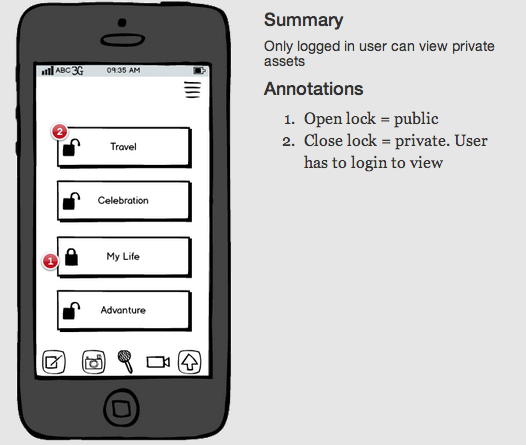 ABC 3G 09:35 AM
2
Travel
Celebration
1
My Life
Advanture
Summary
Only logged in user can view private
assets
Annotations
1. Open lock = public
2. Close lock = private. User
has to login to view